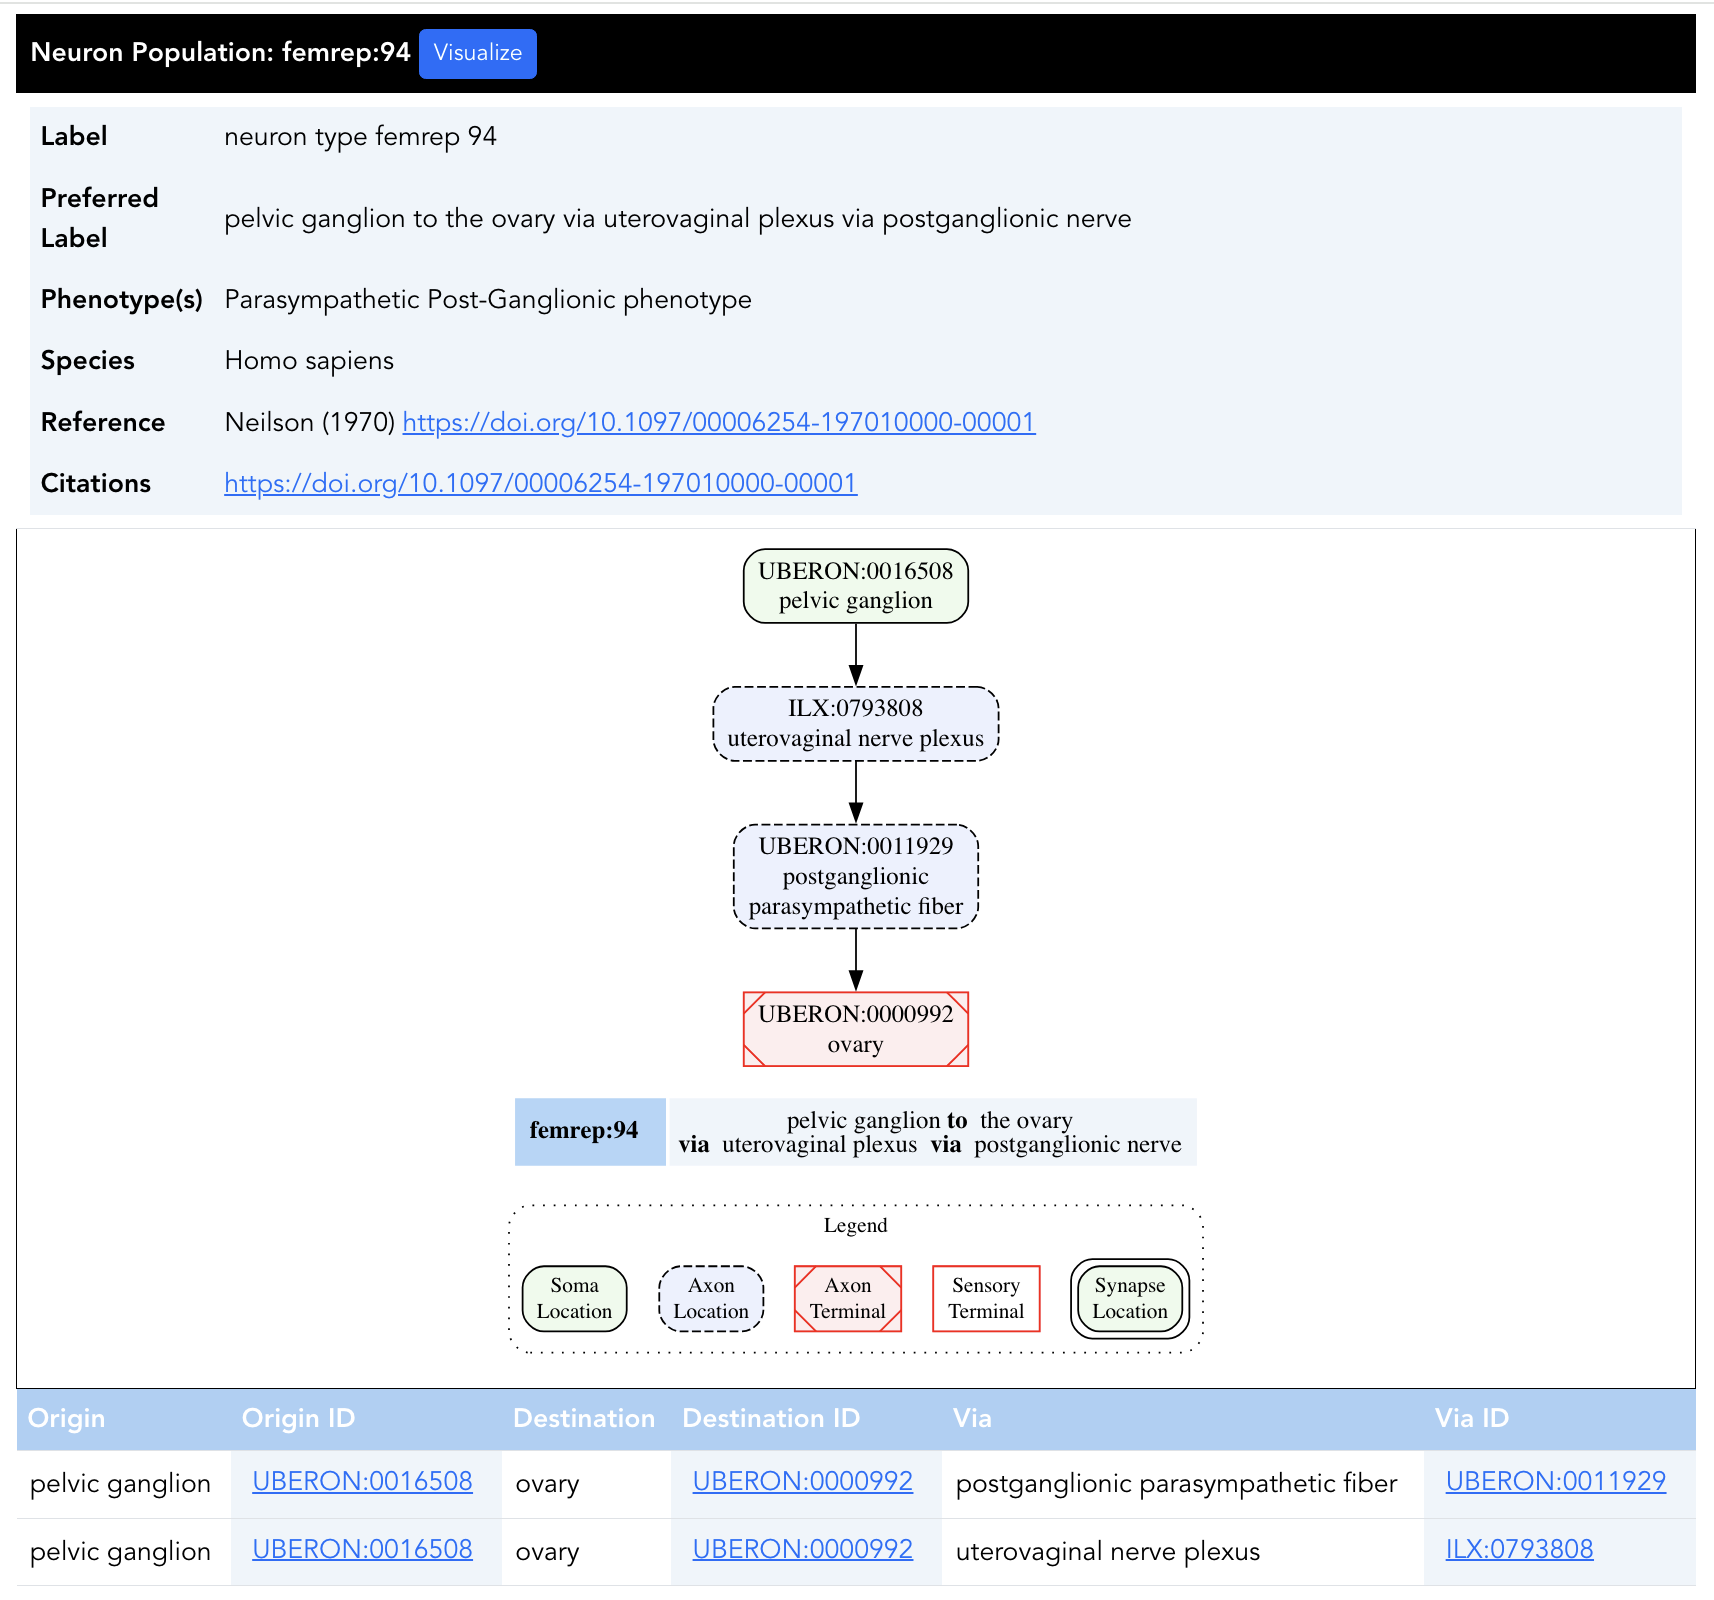 Neuron Population: femrep:94 Visualize
Label neuron type femrep 94
Preferred
Label
pelvic ganglion to the ovary via uterovaginal plexus via postganglionic nerve
Phenotype(s) Parasympathetic Post-Ganglionic phenotype
Species Homo sapiens
Reference Neilson (1970) https://doi.org/10.1097/00006254-197010000-00001
Citations https://doi.org/10.1097/00006254-197010000-00001
UBERON:0016508
pelvic ganglion
ILX:0793808
uterovaginal nerve plexus
UBERON:0011929
postganglionic
parasympathetic fiber
UBERON:0000992
ovary
femrep:94
pelvic ganglion to the ovary
via uterovaginal plexus via postganglionic nerve
Legend
Soma
Location
Axon
Location
Axon
Terminal
Sensory
Terminal
Synapse
Location
Origin Origin ID Destination Destination ID Via Via ID
pelvic ganglion UBERON:0016508 ovary UBERON:0000992 postganglionic parasympathetic fiber UBERON:0011929
pelvic ganglion UBERON:0016508 ovary UBERON:0000992 uterovaginal nerve plexus ILX:0793808